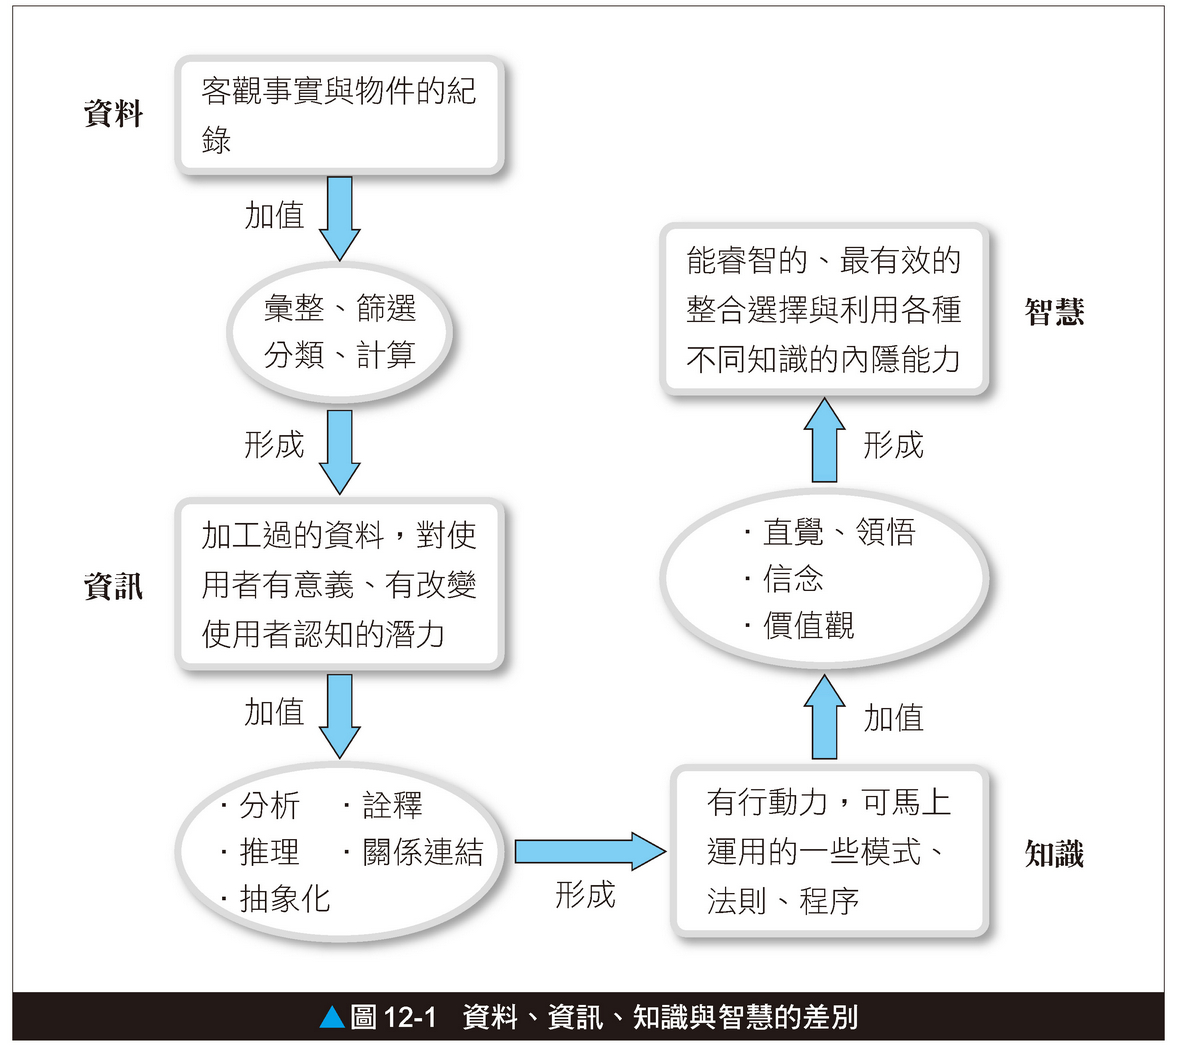 資料
客觀事實與物件的紀
錄
加值
彙整、篩選
分類、計算
形成
資訊
加工過的資料，對使
用者有意義、有改變
使用者認知的潛力
加值
．分析　．詮釋
．推理　．關係連結
．抽象化
形成
知識
有行動力，可馬上
運用的一些模式、
法則、程序
加值
．直覺、領悟
．信念
．價值觀
形成
智慧
能睿智的、最有效的
整合選擇與利用各種
不同知識的內隱能力
▲圖 12-1　資料、資訊、知識與智慧的差別